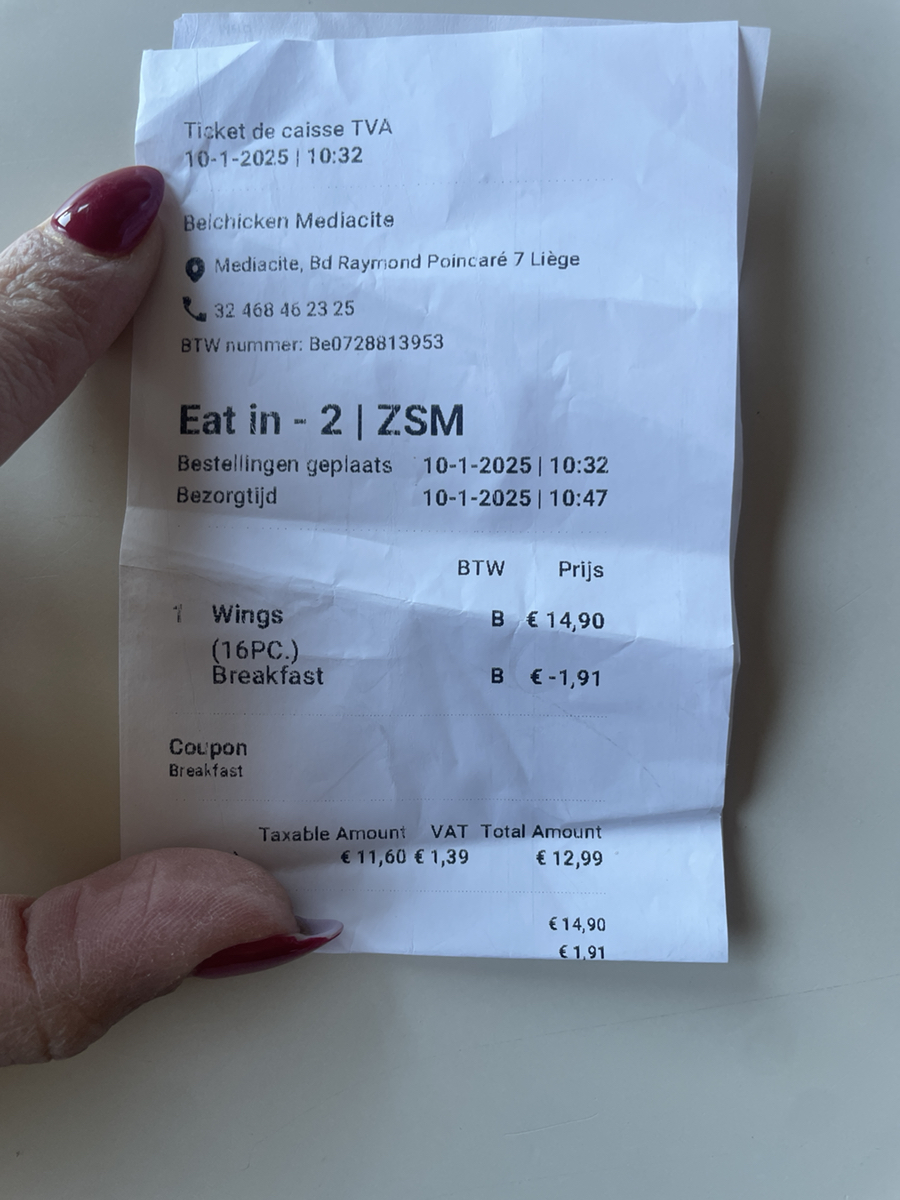 Ticket de caisse TVA
10-1-2025 | 10:32
Belchicken Mediacite
Mediacite, Bd Raymond Poincaré 7 Liège
32 468 46 23 25
BTW nummer: Be0728813953
Eat in - 2 | ZSM
Bestellingen geplaats 10-1-2025 | 10:32
Bezorgtijd 10-1-2025 | 10:47
BTW Prijs
1 Wings B € 14,90
(16PC.)
Breakfast B € -1,91
Coupon
Breakfast
Taxable Amount VAT Total Amount
€ 11,60 € 1,39 € 12,99
€ 14,90
€ 1,91